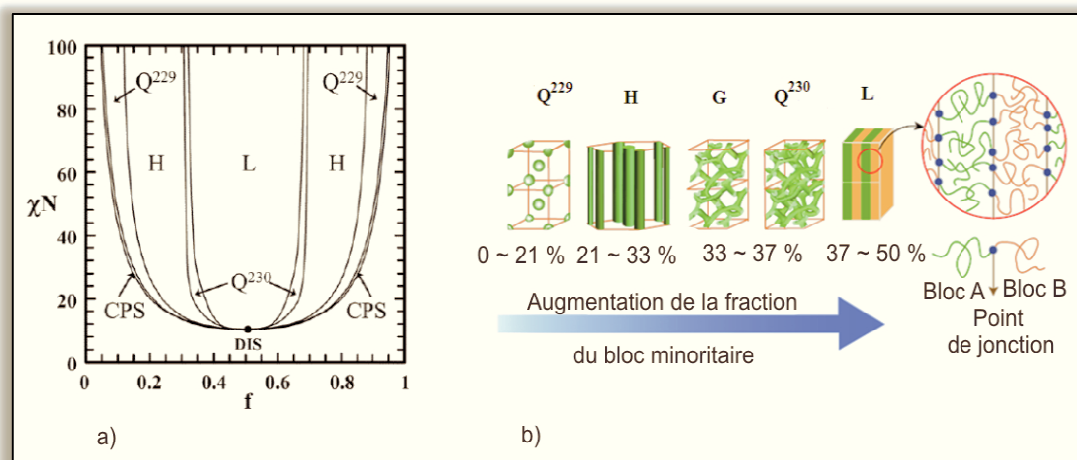 a)
100
80
60
χN
40
20
0
Q²²⁹
Q²²⁹
H
L
H
Q²³⁰
CPS
CPS
DIS
0
0.2
0.4
0.6
0.8
1
f
b)
Q²²⁹
H
G
Q²³⁰
L
0 ~ 21 %
21 ~ 33 %
33 ~ 37 %
37 ~ 50 %
Augmentation de la fraction
du bloc minoritaire
Bloc A
Bloc B
Point
de jonction